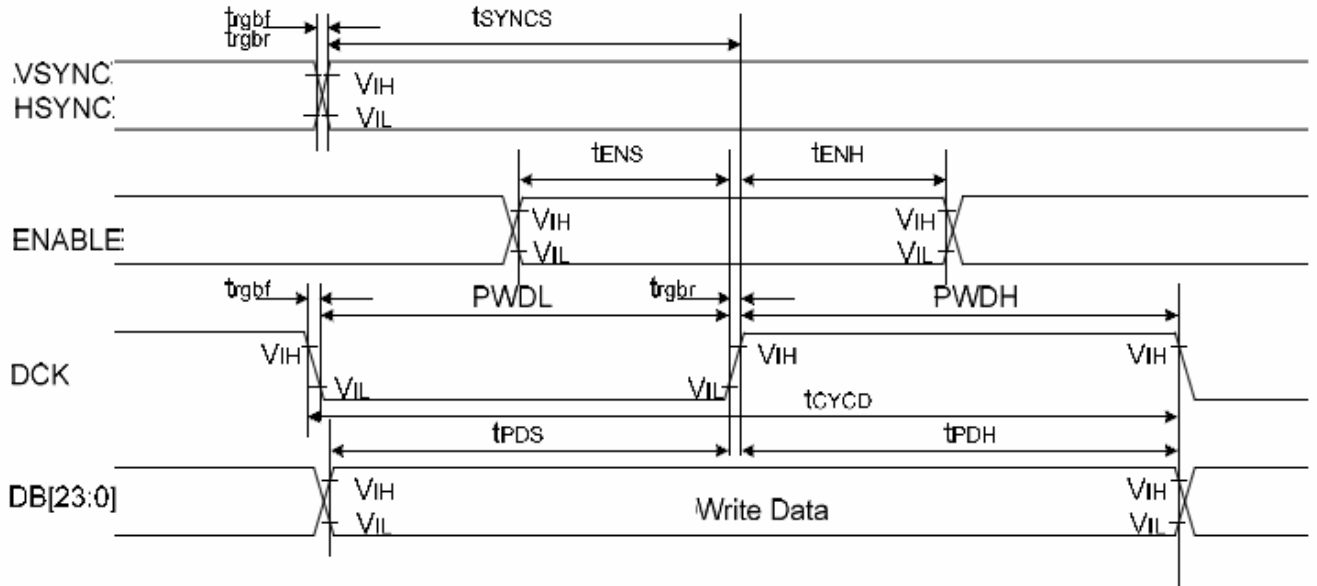 trgbf tSYNCS
trgbr
VSYNC VIH
HSYNC VIL
tENS tENH
ENABLE VIH VIH
VIL VIL
trgbf PWDL trgbr PWDH
DCK VIH VIH VIH
VIL VIL
tCYCD
tPDS tPDH
DB[23:0] VIH Write Data VIH
VIL VIL